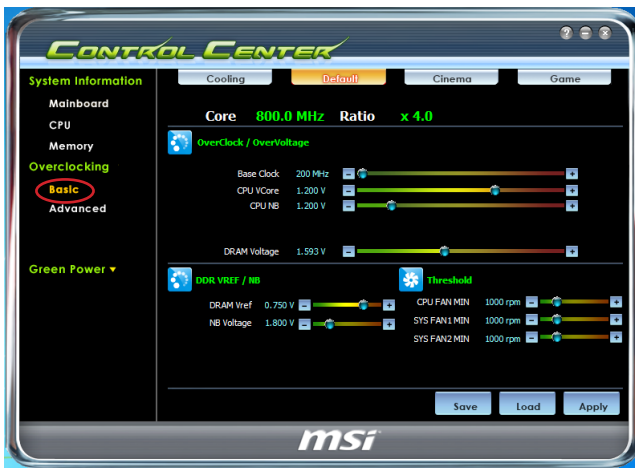 Control Center
System Information
Mainboard
CPU
Memory
Overclocking
Basic
Advanced
Green Power
Cooling Default Cinema Game
Core 800.0 MHz Ratio x 4.0
OverClock / OverVoltage
Base Clock 200 MHz - +
CPU VCore 1.200 V - +
CPU NB 1.200 V - +
DRAM Voltage 1.593 V - +
DDR VREF / NB
DRAM Vref 0.750 V - +
NB Voltage 1.800 V - +
Threshold
CPU FAN MIN 1000 rpm - +
SYS FAN1 MIN 1000 rpm - +
SYS FAN2 MIN 1000 rpm - +
Save Load Apply
msi